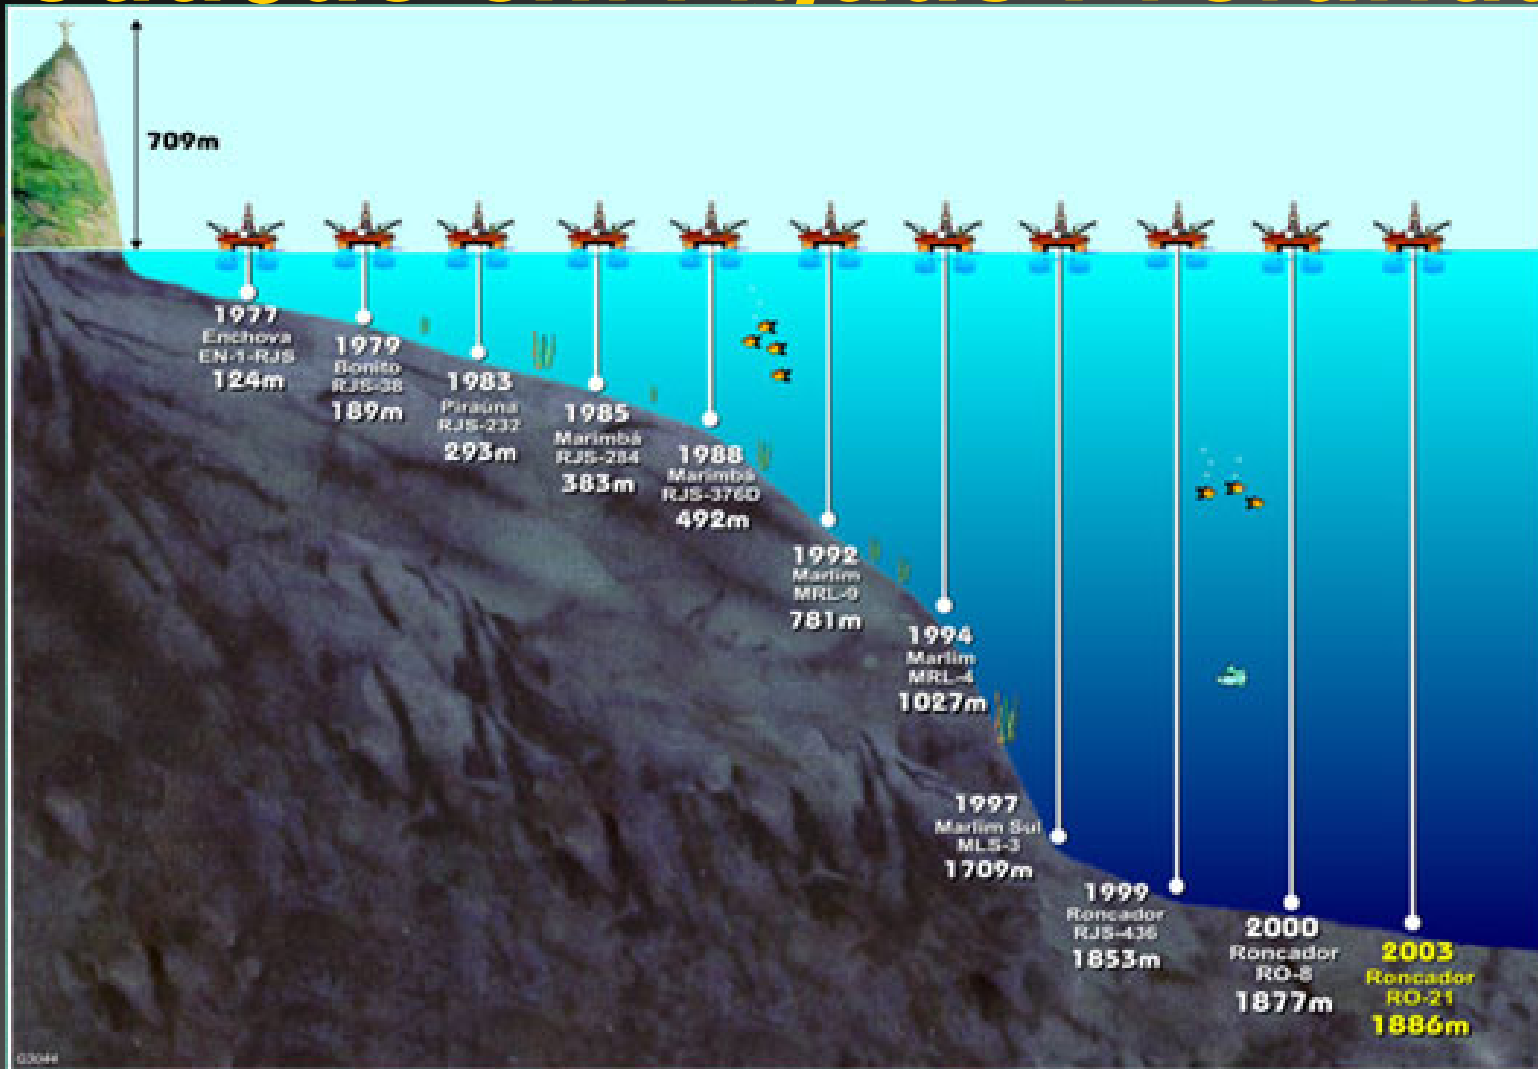 709m
1977
Enchova
EN-1-RJS
124m
1979
Bonito
RJS-38
189m
1983
Piraúna
RJS-232
293m
1985
Marimbá
RJS-284
383m
1988
Marimbá
RJS-376D
492m
1992
Marlim
MRL-9
781m
1994
Marlim
MRL-4
1027m
1997
Marlim Sul
MLS-3
1709m
1999
Roncador
RJS-436
1853m
2000
Roncador
RO-8
1877m
2003
Roncador
RO-21
1886m